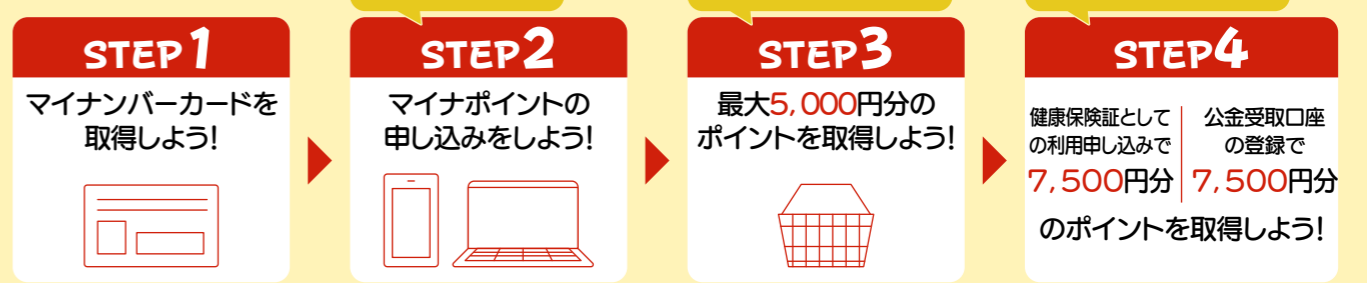 STEP1
マイナンバーカードを
取得しよう!
STEP2
マイナポイントの
申し込みをしよう!
STEP3
最大5,000円分の
ポイントを取得しよう!
STEP4
健康保険証として
の利用申し込みで
7,500円分
公金受取口座
の登録で
7,500円分
のポイントを取得しよう!